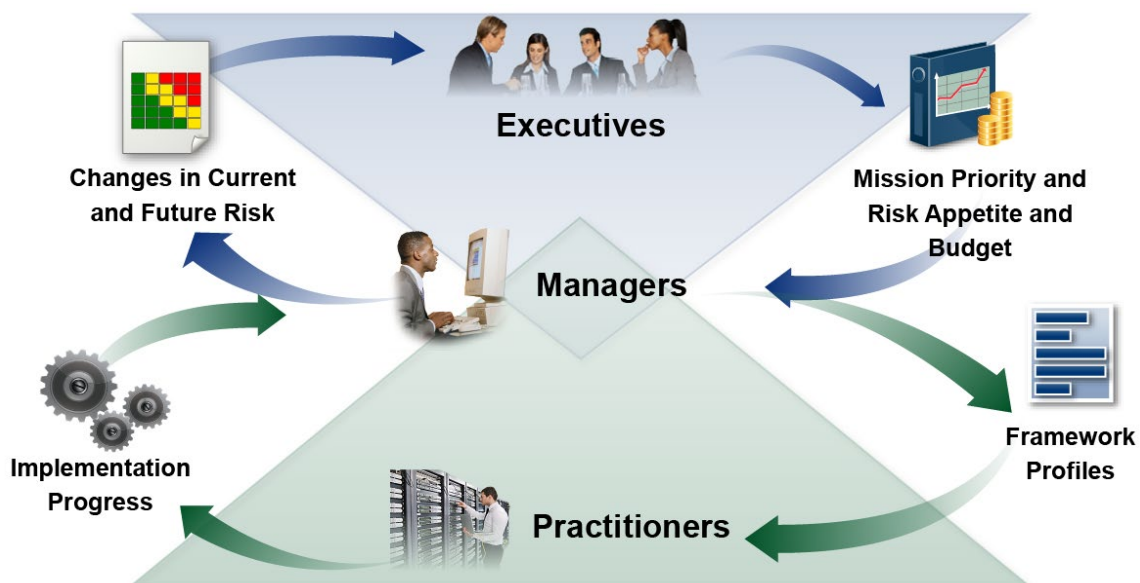 Executives
Changes in Current
and Future Risk
Mission Priority and
Risk Appetite and
Budget
Managers
Implementation
Progress
Framework
Profiles
Practitioners